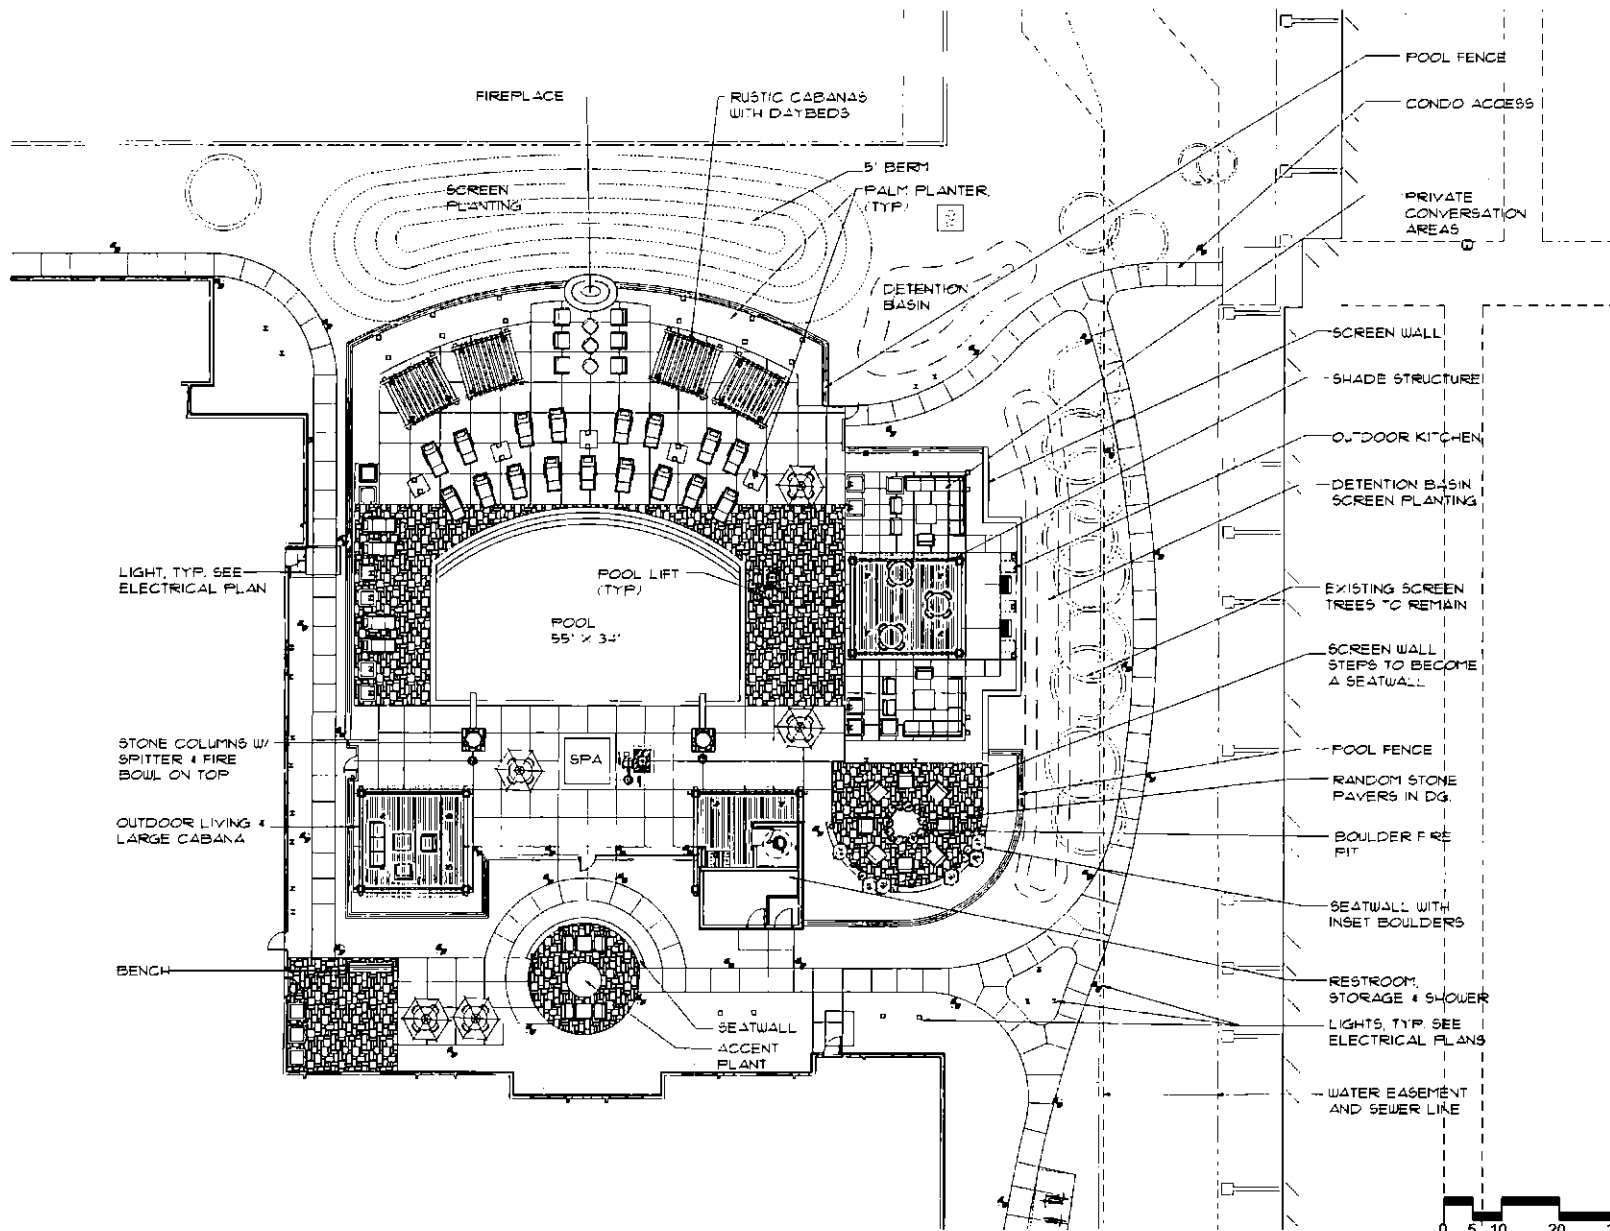 FIREPLACE
RUSTIC CABANAS
WITH DAYBEDS
POOL FENCE
CONDO ACCESS
5' BERM
PALM PLANTER,
(TYP.)
SCREEN
PLANTING
PRIVATE
CONVERSATION
AREAS
DETENTION
BASIN
SCREEN WALL
SHADE STRUCTURE
OUTDOOR KITCHEN
DETENTION BASIN
SCREEN PLANTING
LIGHT, TYP. SEE
ELECTRICAL PLAN
POOL LIFT
(TYP)
EXISTING SCREEN
TREES TO REMAIN
POOL
55' X 34'
SCREEN WALL
STEPS TO BECOME
A SEATWALL
STONE COLUMNS W/
SPITTER & FIRE
BOWL ON TOP
SPA
POOL FENCE
RANDOM STONE
PAVERS IN DG.
OUTDOOR LIVING &
LARGE CABANA
BOULDER FIRE
PIT
SEATWALL WITH
INSET BOULDERS
BENCH
RESTROOM,
STORAGE & SHOWER
SEATWALL
LIGHTS, TYP. SEE
ELECTRICAL PLANS
ACCENT
PLANT
WATER EASEMENT
AND SEWER LINE
0 5 10 20